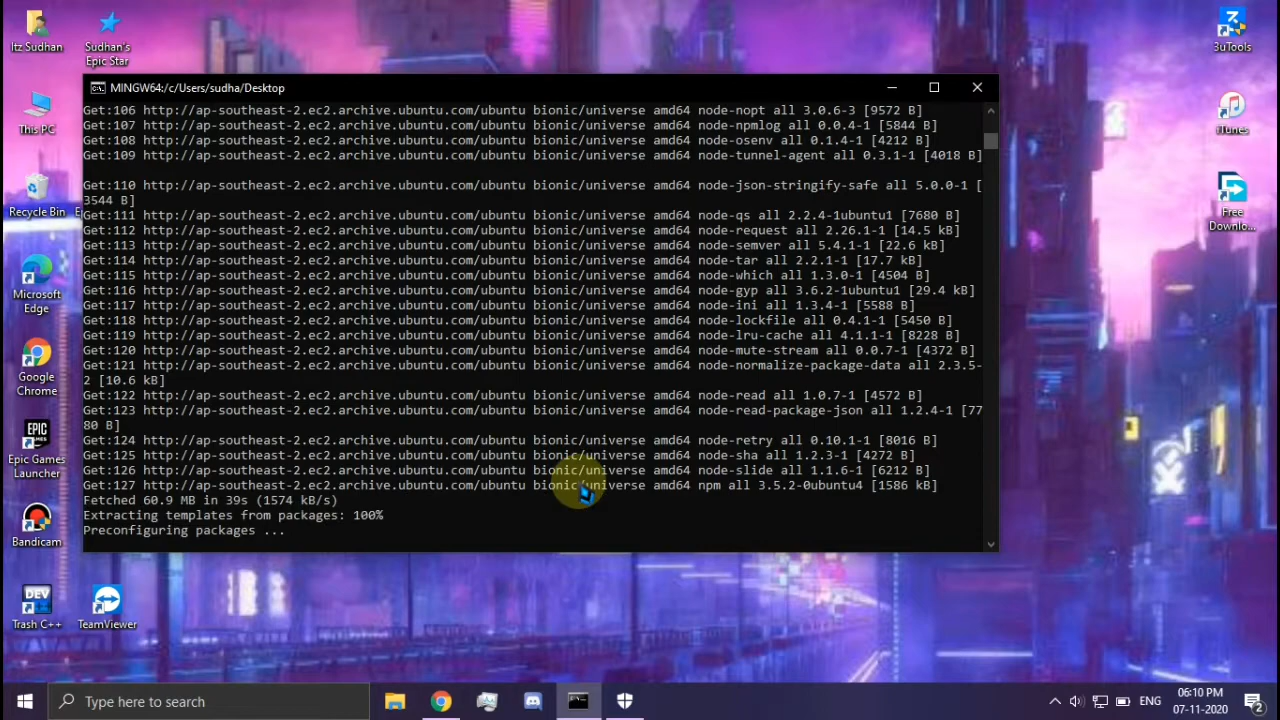 Itz Sudhan
Sudhan's
Epic Star
3uTools
MINGW64:/c/Users/sudha/Desktop
Get:106 http://ap-southeast-2.ec2.archive.ubuntu.com/ubuntu bionic/universe amd64 node-nopt all 3.0.6-3 [9572 B]
Get:107 http://ap-southeast-2.ec2.archive.ubuntu.com/ubuntu bionic/universe amd64 node-npmlog all 0.0.4-1 [5844 B]
Get:108 http://ap-southeast-2.ec2.archive.ubuntu.com/ubuntu bionic/universe amd64 node-osenv all 0.1.4-1 [4212 B]
Get:109 http://ap-southeast-2.ec2.archive.ubuntu.com/ubuntu bionic/universe amd64 node-tunnel-agent all 0.3.1-1 [4018 B]
Get:110 http://ap-southeast-2.ec2.archive.ubuntu.com/ubuntu bionic/universe amd64 node-json-stringify-safe all 5.0.0-1 [
3544 B]
Get:111 http://ap-southeast-2.ec2.archive.ubuntu.com/ubuntu bionic/universe amd64 node-qs all 2.2.4-1ubuntu1 [7680 B]
Get:112 http://ap-southeast-2.ec2.archive.ubuntu.com/ubuntu bionic/universe amd64 node-request all 2.26.1-1 [14.5 kB]
Get:113 http://ap-southeast-2.ec2.archive.ubuntu.com/ubuntu bionic/universe amd64 node-semver all 5.4.1-1 [22.6 kB]
Get:114 http://ap-southeast-2.ec2.archive.ubuntu.com/ubuntu bionic/universe amd64 node-tar all 2.2.1-1 [17.7 kB]
Get:115 http://ap-southeast-2.ec2.archive.ubuntu.com/ubuntu bionic/universe amd64 node-which all 1.3.0-1 [4504 B]
Get:116 http://ap-southeast-2.ec2.archive.ubuntu.com/ubuntu bionic/universe amd64 node-gyp all 3.6.2-1ubuntu1 [29.4 kB]
Get:117 http://ap-southeast-2.ec2.archive.ubuntu.com/ubuntu bionic/universe amd64 node-ini all 1.3.4-1 [5588 B]
Get:118 http://ap-southeast-2.ec2.archive.ubuntu.com/ubuntu bionic/universe amd64 node-lockfile all 0.4.1-1 [5450 B]
Get:119 http://ap-southeast-2.ec2.archive.ubuntu.com/ubuntu bionic/universe amd64 node-lru-cache all 4.1.1-1 [8228 B]
Get:120 http://ap-southeast-2.ec2.archive.ubuntu.com/ubuntu bionic/universe amd64 node-mute-stream all 0.0.7-1 [4372 B]
Get:121 http://ap-southeast-2.ec2.archive.ubuntu.com/ubuntu bionic/universe amd64 node-normalize-package-data all 2.3.5-
2 [10.6 kB]
Get:122 http://ap-southeast-2.ec2.archive.ubuntu.com/ubuntu bionic/universe amd64 node-read all 1.0.7-1 [4572 B]
Get:123 http://ap-southeast-2.ec2.archive.ubuntu.com/ubuntu bionic/universe amd64 node-read-package-json all 1.2.4-1 [77
80 B]
Get:124 http://ap-southeast-2.ec2.archive.ubuntu.com/ubuntu bionic/universe amd64 node-retry all 0.10.1-1 [8016 B]
Get:125 http://ap-southeast-2.ec2.archive.ubuntu.com/ubuntu bionic/universe amd64 node-sha all 1.2.3-1 [4272 B]
Get:126 http://ap-southeast-2.ec2.archive.ubuntu.com/ubuntu bionic/universe amd64 node-slide all 1.1.6-1 [6212 B]
Get:127 http://ap-southeast-2.ec2.archive.ubuntu.com/ubuntu bionic/universe amd64 npm all 3.5.2-0ubuntu4 [1586 kB]
Fetched 60.9 MB in 39s (1574 kB/s)
Extracting templates from packages: 100%
Preconfiguring packages ...
This PC
Recycle Bin
E
Microsoft
Edge
Google
Chrome
EPIC
GAMES
Epic Games
Launcher
Bandicam
DEV
Trash C++
TeamViewer
iTunes
Free
Downlo...
Type here to search
ENG
06:10 PM
07-11-2020
2